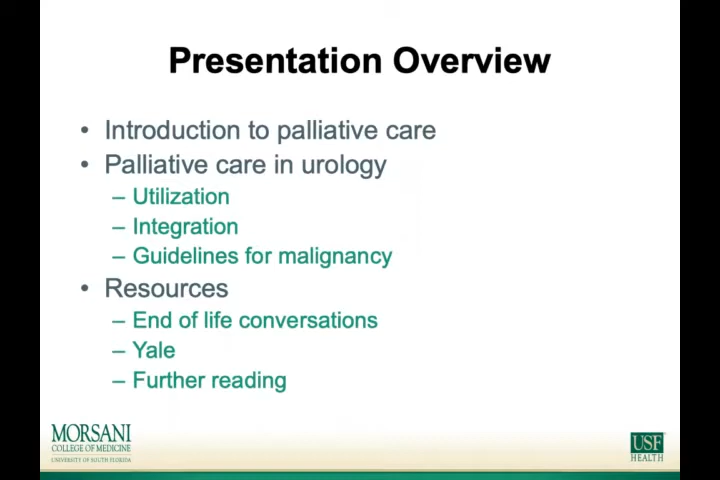 Presentation Overview
• Introduction to palliative care
• Palliative care in urology
– Utilization
– Integration
– Guidelines for malignancy
• Resources
– End of life conversations
– Yale
– Further reading
MORSANI
COLLEGE OF MEDICINE
UNIVERSITY OF SOUTH FLORIDA
USF
HEALTH